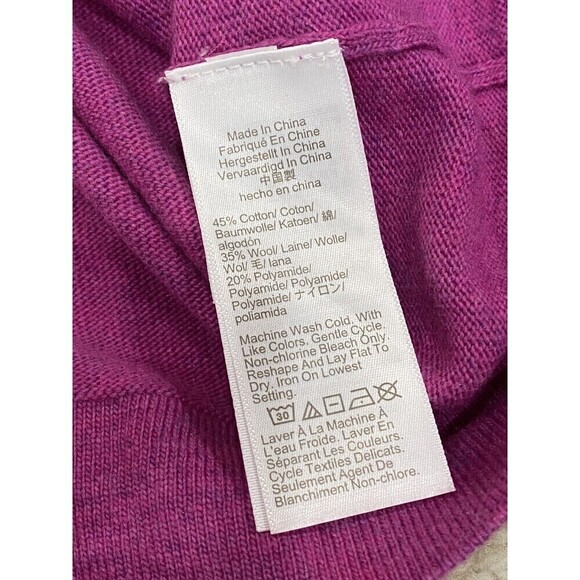 Made In China
Fabriqué En Chine
Hergestellt In China
Vervaardigd In China
中国製
hecho en china
45% Cotton/ Coton/
Baumwolle/ Katoen/ 綿/
algodón
35% Wool/ Laine/ Wolle/
Wol/ 毛/ lana
20% Polyamide/
Polyamide/ Polyamid/
Polyamide/ ナイロン/
poliamida
Machine Wash Cold. With
Like Colors. Gentle Cycle.
Non-chlorine Bleach Only.
Reshape And Lay Flat To
Dry. Iron On Lowest
Setting.
30
Laver À La Machine À
L'eau Froide. Laver En
Séparant Les Couleurs.
Cycle Textiles Delicats.
Seulement Agent De
Blanchiment Non-chlore.